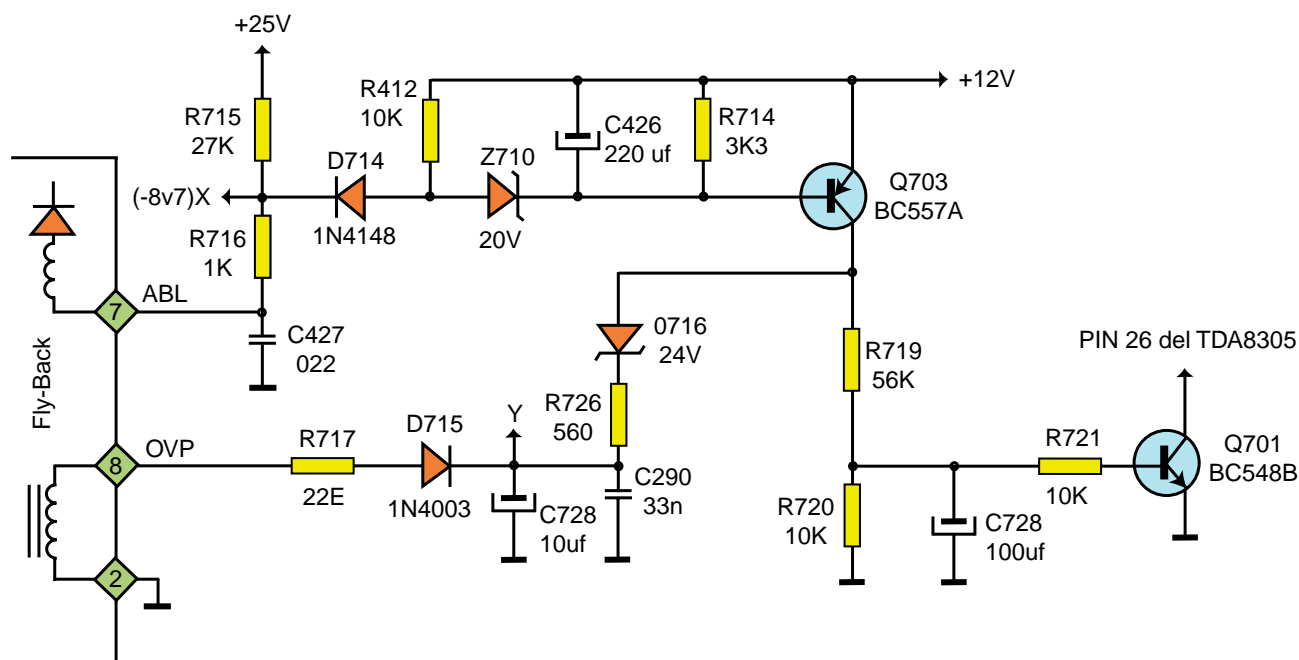 +25V
R715
27K
R412
10K
C426
220 uf
R714
3K3
+12V
D714
1N4148
Z710
20V
Q703
BC557A
(-8v7)X
R716
1K
7
ABL
C427
022
Fly-Back
0716
24V
R719
56K
PIN 26 del TDA8305
R726
560
D715
1N4003
Y
R717
22E
8
OVP
R721
10K
Q701
BC548B
C290
33n
C728
10uf
R720
10K
C728
100uf
2